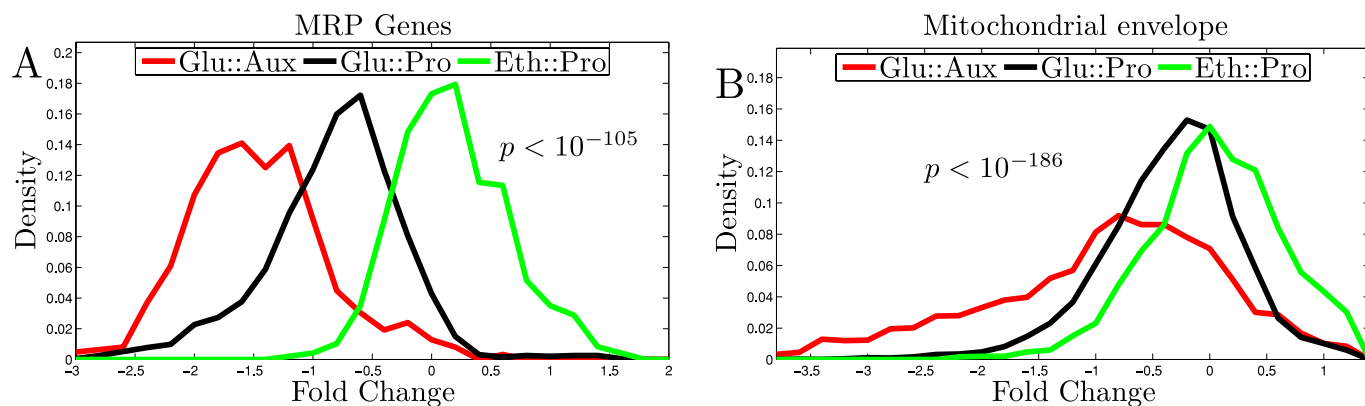 MRP Genes
A
Glu::Aux Glu::Pro Eth::Pro
p < 10^{-105}
Density
0.2
0.18
0.16
0.14
0.12
0.1
0.08
0.06
0.04
0.02
0
-3 -2.5 -2 -1.5 -1 -0.5 0 0.5 1 1.5 2
Fold Change
Mitochondrial envelope
B
Glu::Aux Glu::Pro Eth::Pro
p < 10^{-186}
Density
0.18
0.16
0.14
0.12
0.1
0.08
0.06
0.04
0.02
0
-3.5 -3 -2.5 -2 -1.5 -1 -0.5 0 0.5 1
Fold Change